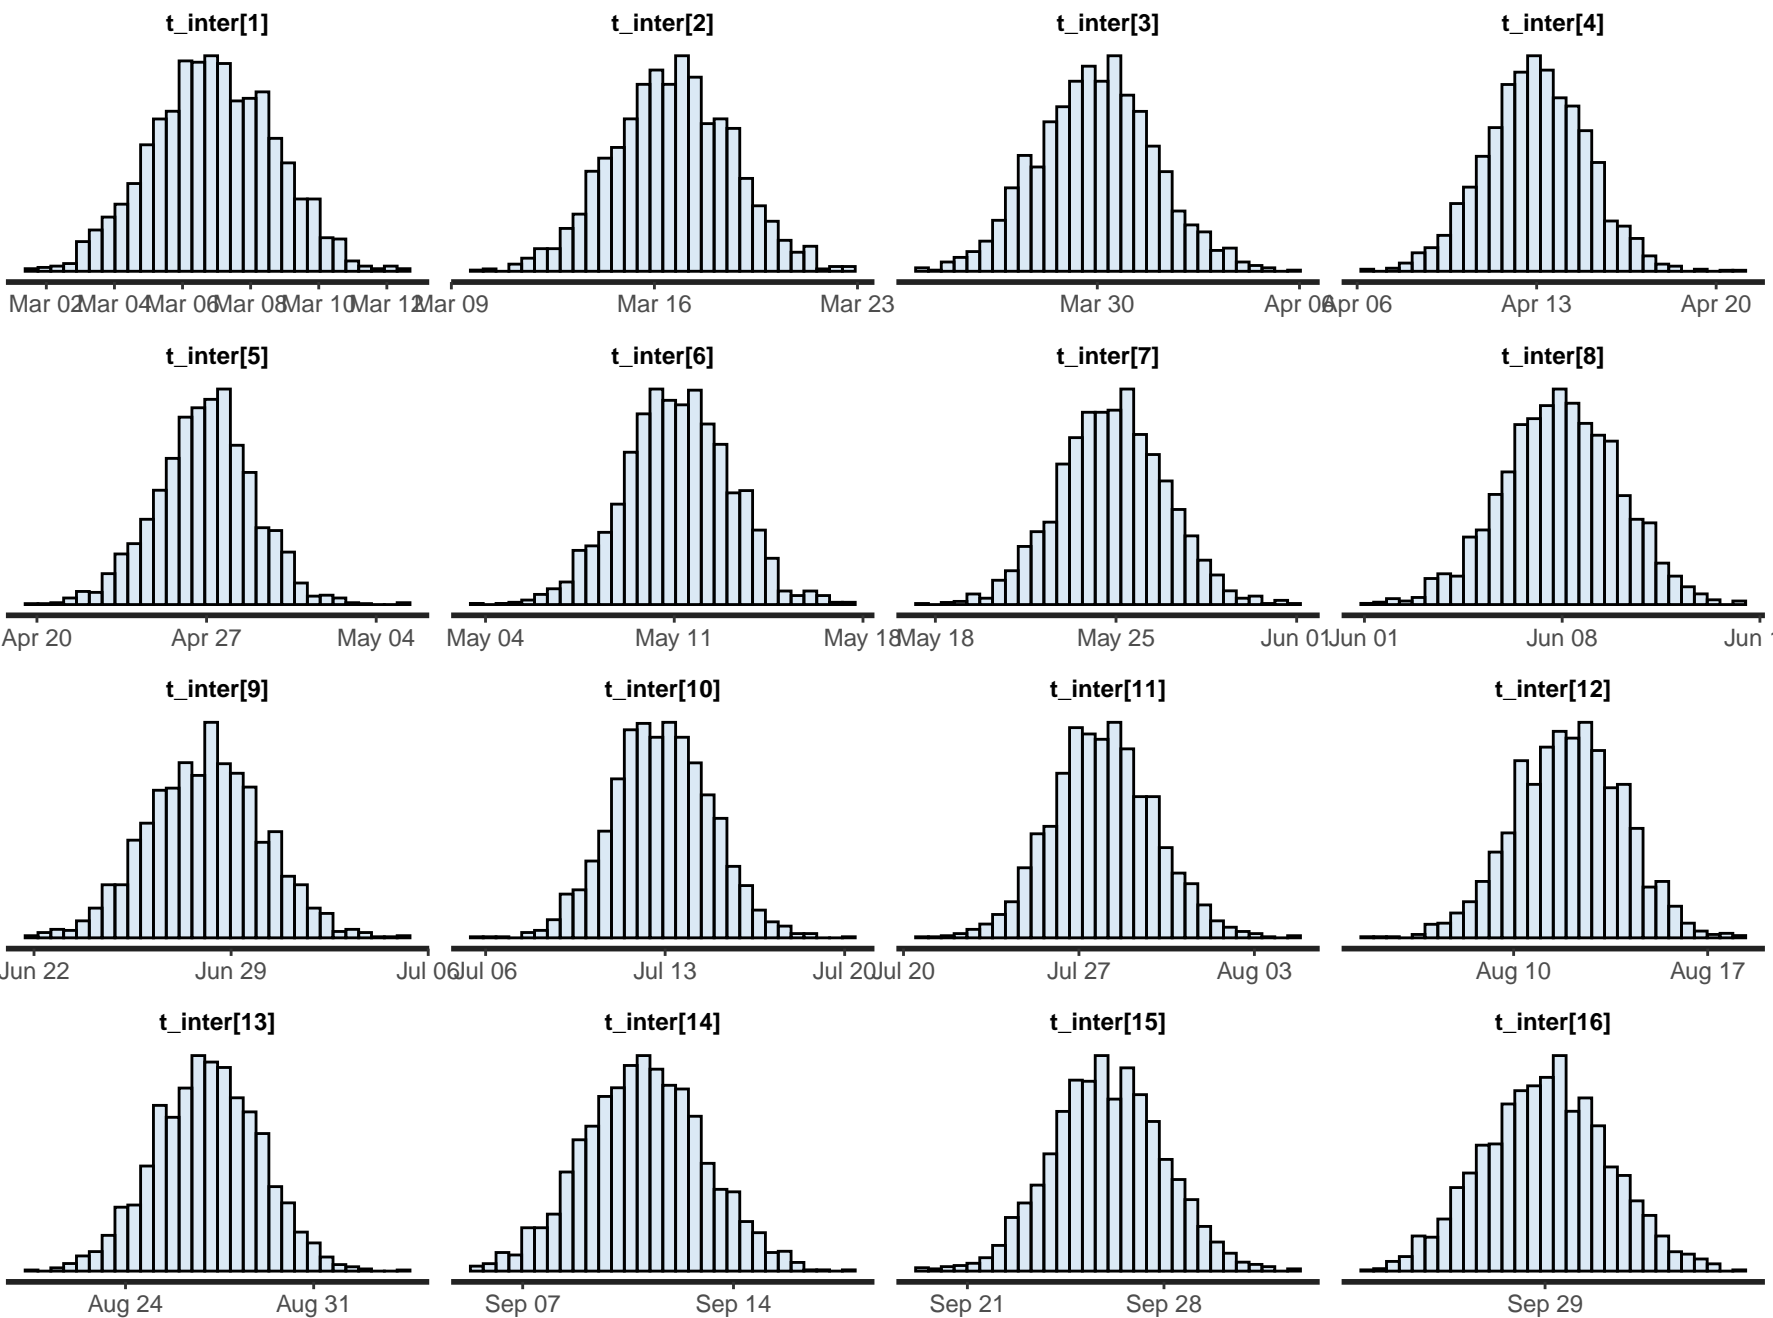 t_inter[1] t_inter[2] t_inter[3] t_inter[4]
Mar 02 Mar 04 Mar 06 Mar 08 Mar 10 Mar 12 Mar 09 Mar 16 Mar 23 Mar 30 Apr 06 Apr 06 Apr 13 Apr 20
t_inter[5] t_inter[6] t_inter[7] t_inter[8]
Apr 20 Apr 27 May 04 May 04 May 11 May 18 May 18 May 25 Jun 01 Jun 01 Jun 08 Jun
t_inter[9] t_inter[10] t_inter[11] t_inter[12]
Jun 22 Jun 29 Jul 06 Jul 06 Jul 13 Jul 20 Jul 20 Jul 27 Aug 03 Aug 10 Aug 17
t_inter[13] t_inter[14] t_inter[15] t_inter[16]
Aug 24 Aug 31 Sep 07 Sep 14 Sep 21 Sep 28 Sep 29